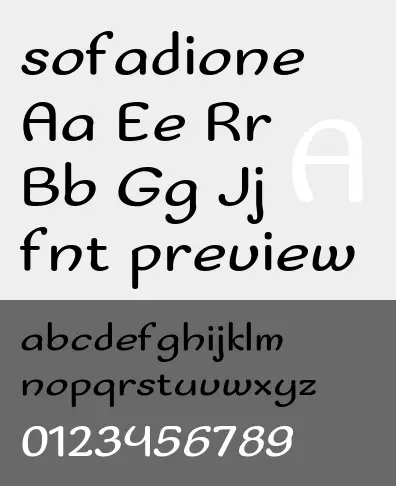 sofadione
Aa Ee Rr
A
Bb Gg Jj
fnt preview
abcdefghijklm
nopqrstuvwxyz
0123456789